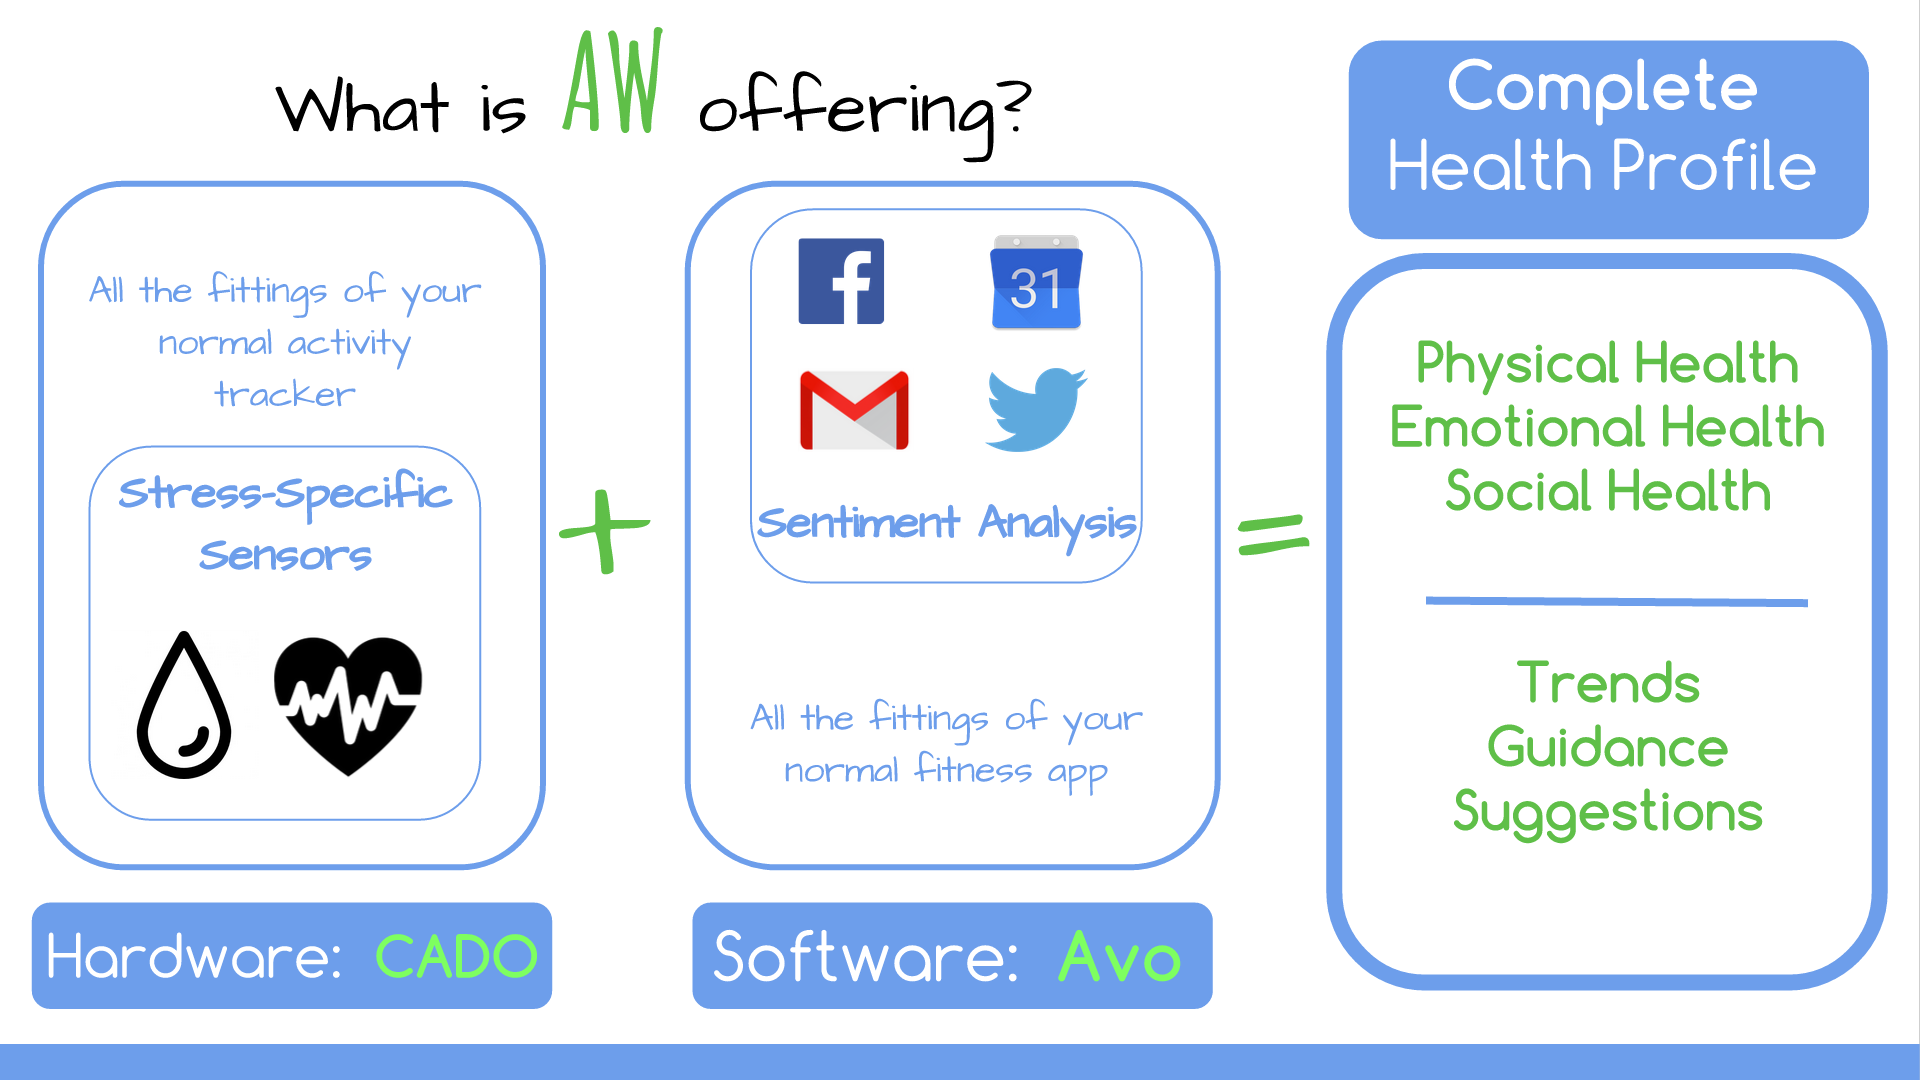 What is AW offering?
All the fittings of your
normal activity
tracker
Stress-Specific
Sensors
Hardware: CADO
+
31
Sentiment Analysis
All the fittings of your
normal fitness app
Software: Avo
=
Complete
Health Profile
Physical Health
Emotional Health
Social Health
Trends
Guidance
Suggestions